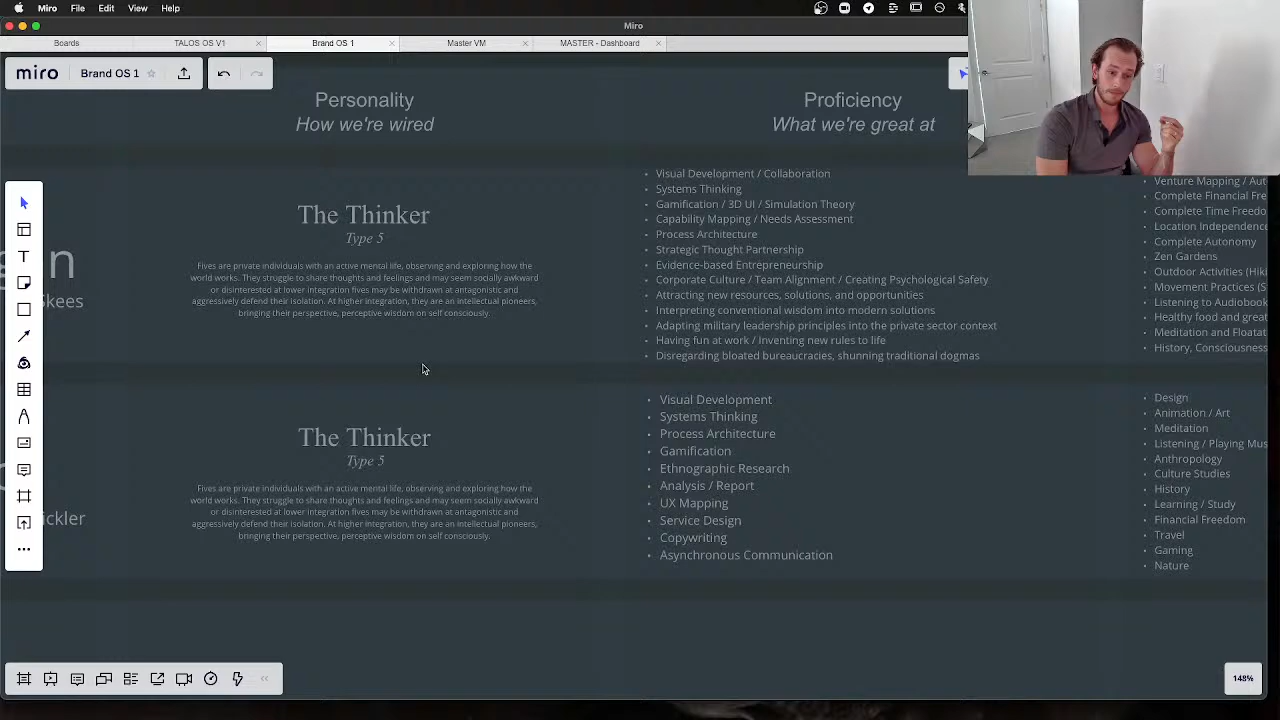 Miro File Edit View Help
Miro
Boards TALOS OS V1 Brand OS 1 Master VM MASTER - Dashboard
miro Brand OS 1
Personality
How we're wired
Proficiency
What we're great at
The Thinker
Type 5
Fives are private individuals with an active mental life, observing and exploring how the
world works. They struggle to share thoughts and feelings and may seem socially awkward
or disinterested at lower integration fives may be withdrawn at antagonistic and
aggressively defend their isolation. At higher integration, they are an intellectual pioneers,
bringing their perspective, perceptive wisdom on self consciously.
• Visual Development / Collaboration
• Systems Thinking
• Gamification / 3D UI / Simulation Theory
• Capability Mapping / Needs Assessment
• Process Architecture
• Strategic Thought Partnership
• Evidence-based Entrepreneurship
• Corporate Culture / Team Alignment / Creating Psychological Safety
• Attracting new resources, solutions, and opportunities
• Interpreting conventional wisdom into modern solutions
• Adapting military leadership principles into the private sector context
• Having fun at work / Inventing new rules to life
• Disregarding bloated bureaucracies, shunning traditional dogmas
• Venture Mapping / Aut
• Complete Financial Fre
• Complete Time Freedo
• Location Independence
• Complete Autonomy
• Zen Gardens
• Outdoor Activities (Hik
• Movement Practices (S
• Listening to Audiobook
• Healthy food and great
• Meditation and Floatat
• History, Consciousness
The Thinker
Type 5
Fives are private individuals with an active mental life, observing and exploring how the
world works. They struggle to share thoughts and feelings and may seem socially awkward
or disinterested at lower integration fives may be withdrawn at antagonistic and
aggressively defend their isolation. At higher integration, they are an intellectual pioneers,
bringing their perspective, perceptive wisdom on self consciously.
• Visual Development
• Systems Thinking
• Process Architecture
• Gamification
• Ethnographic Research
• Analysis / Report
• UX Mapping
• Service Design
• Copywriting
• Asynchronous Communication
• Design
• Animation / Art
• Meditation
• Listening / Playing Mus
• Anthropology
• Culture Studies
• History
• Learning / Study
• Financial Freedom
• Travel
• Gaming
• Nature
148%